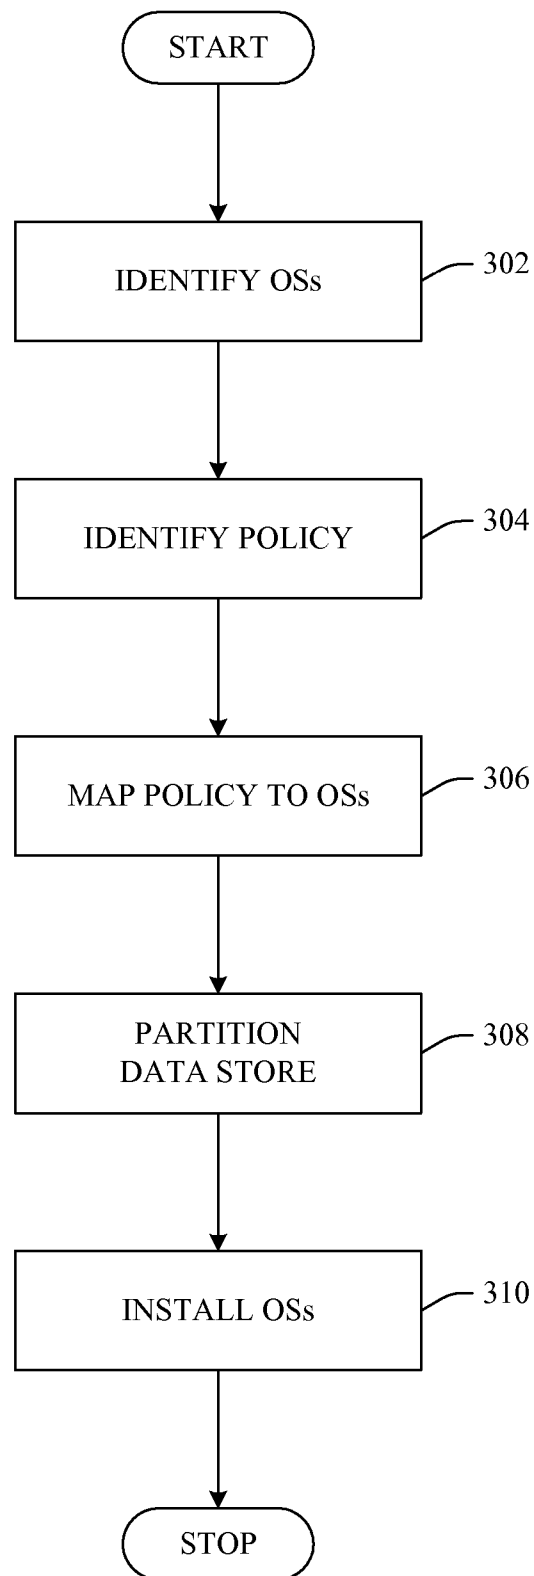 START
IDENTIFY OSs
302
IDENTIFY POLICY
304
MAP POLICY TO OSs
306
PARTITION
DATA STORE
308
INSTALL OSs
310
STOP